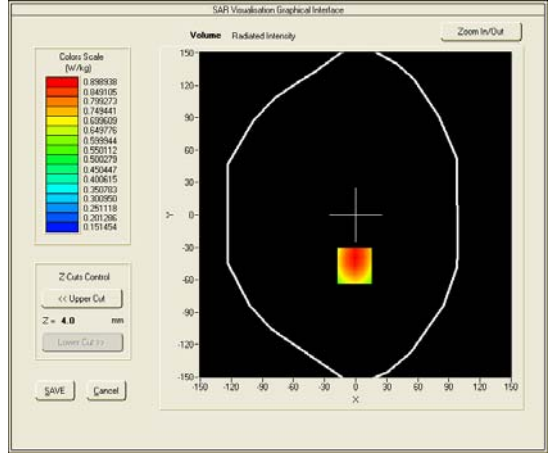 SAR Visualisation Graphical Interface
Volume Radiated Intensity
Zoom In/Out
Colors Scale
(W/kg)
0.898938
0.849105
0.799273
0.749441
0.699609
0.649776
0.599944
0.550112
0.500279
0.450447
0.400615
0.350783
0.300950
0.251118
0.201286
0.151454
Z Cuts Control
<< Upper Cut
Z = 4.0 mm
Lower Cut >>
SAVE Cancel
150-
120-
90-
60-
30-
Y 0-
-30-
-60-
-90-
-120-
-150-
-150 -120 -90 -60 -30 0 30 60 90 120 150
X